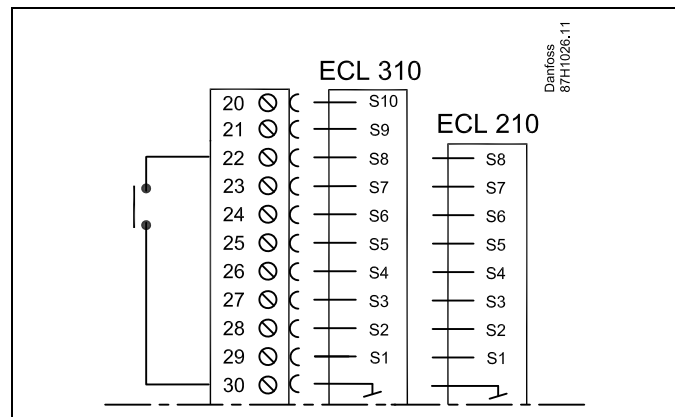 Danfoss
87H1026.11
ECL 310
ECL 210
20 S10
21 S9
22 S8 S8
23 S7 S7
24 S6 S6
25 S5 S5
26 S4 S4
27 S3 S3
28 S2 S2
29 S1 S1
30